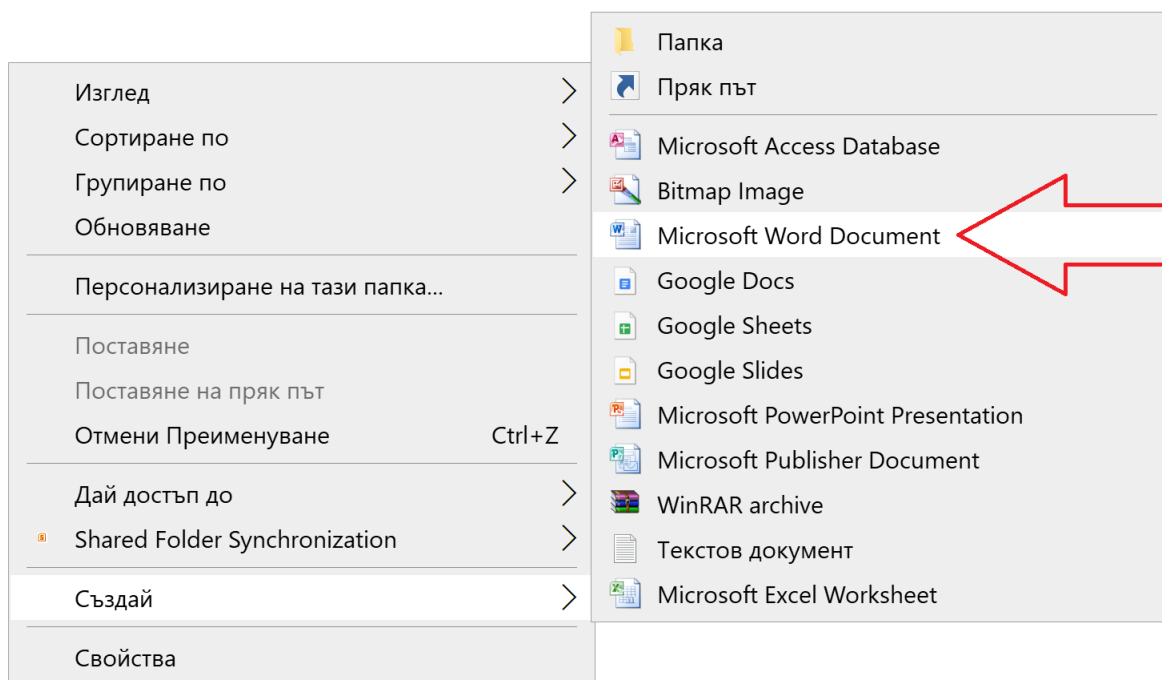 Изглед
Сортиране по
Групиране по
Обновяване
Персонализиране на тази папка...
Поставяне
Поставяне на пряк път
Отмени Преименуване Ctrl+Z
Дай достъп до
Shared Folder Synchronization
Създай
Свойства
Папка
Пряк път
Microsoft Access Database
Bitmap Image
Microsoft Word Document
Google Docs
Google Sheets
Google Slides
Microsoft PowerPoint Presentation
Microsoft Publisher Document
WinRAR archive
Текстов документ
Microsoft Excel Worksheet